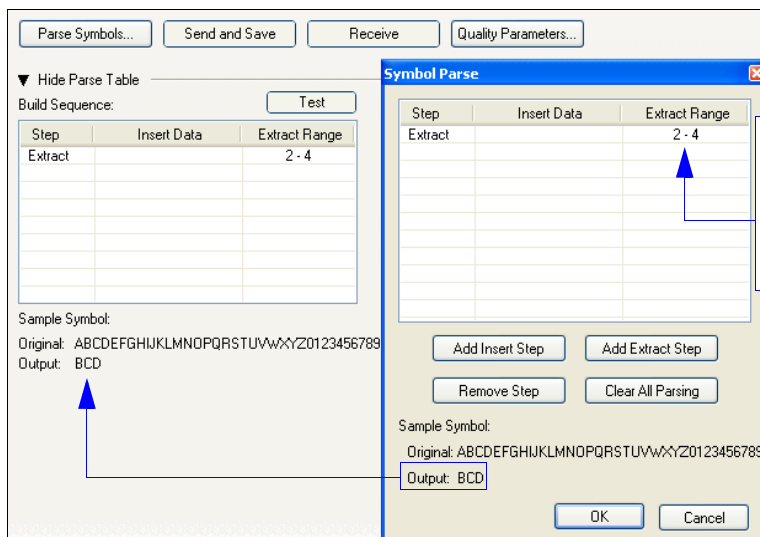 Parse Symbols... Send and Save Receive Quality Parameters...
Hide Parse Table
Build Sequence: Test
Step Insert Data Extract Range
Extract 2 - 4
Sample Symbol:
Original: ABCDEFGHIJKLMNOPQRSTUVWXYZ0123456789
Output: BCD
Symbol Parse
Step Insert Data Extract Range
Extract 2 - 4
Add Insert Step Add Extract Step
Remove Step Clear All Parsing
Sample Symbol:
Original: ABCDEFGHIJKLMNOPQRSTUVWXYZ0123456789
Output: BCD
OK Cancel